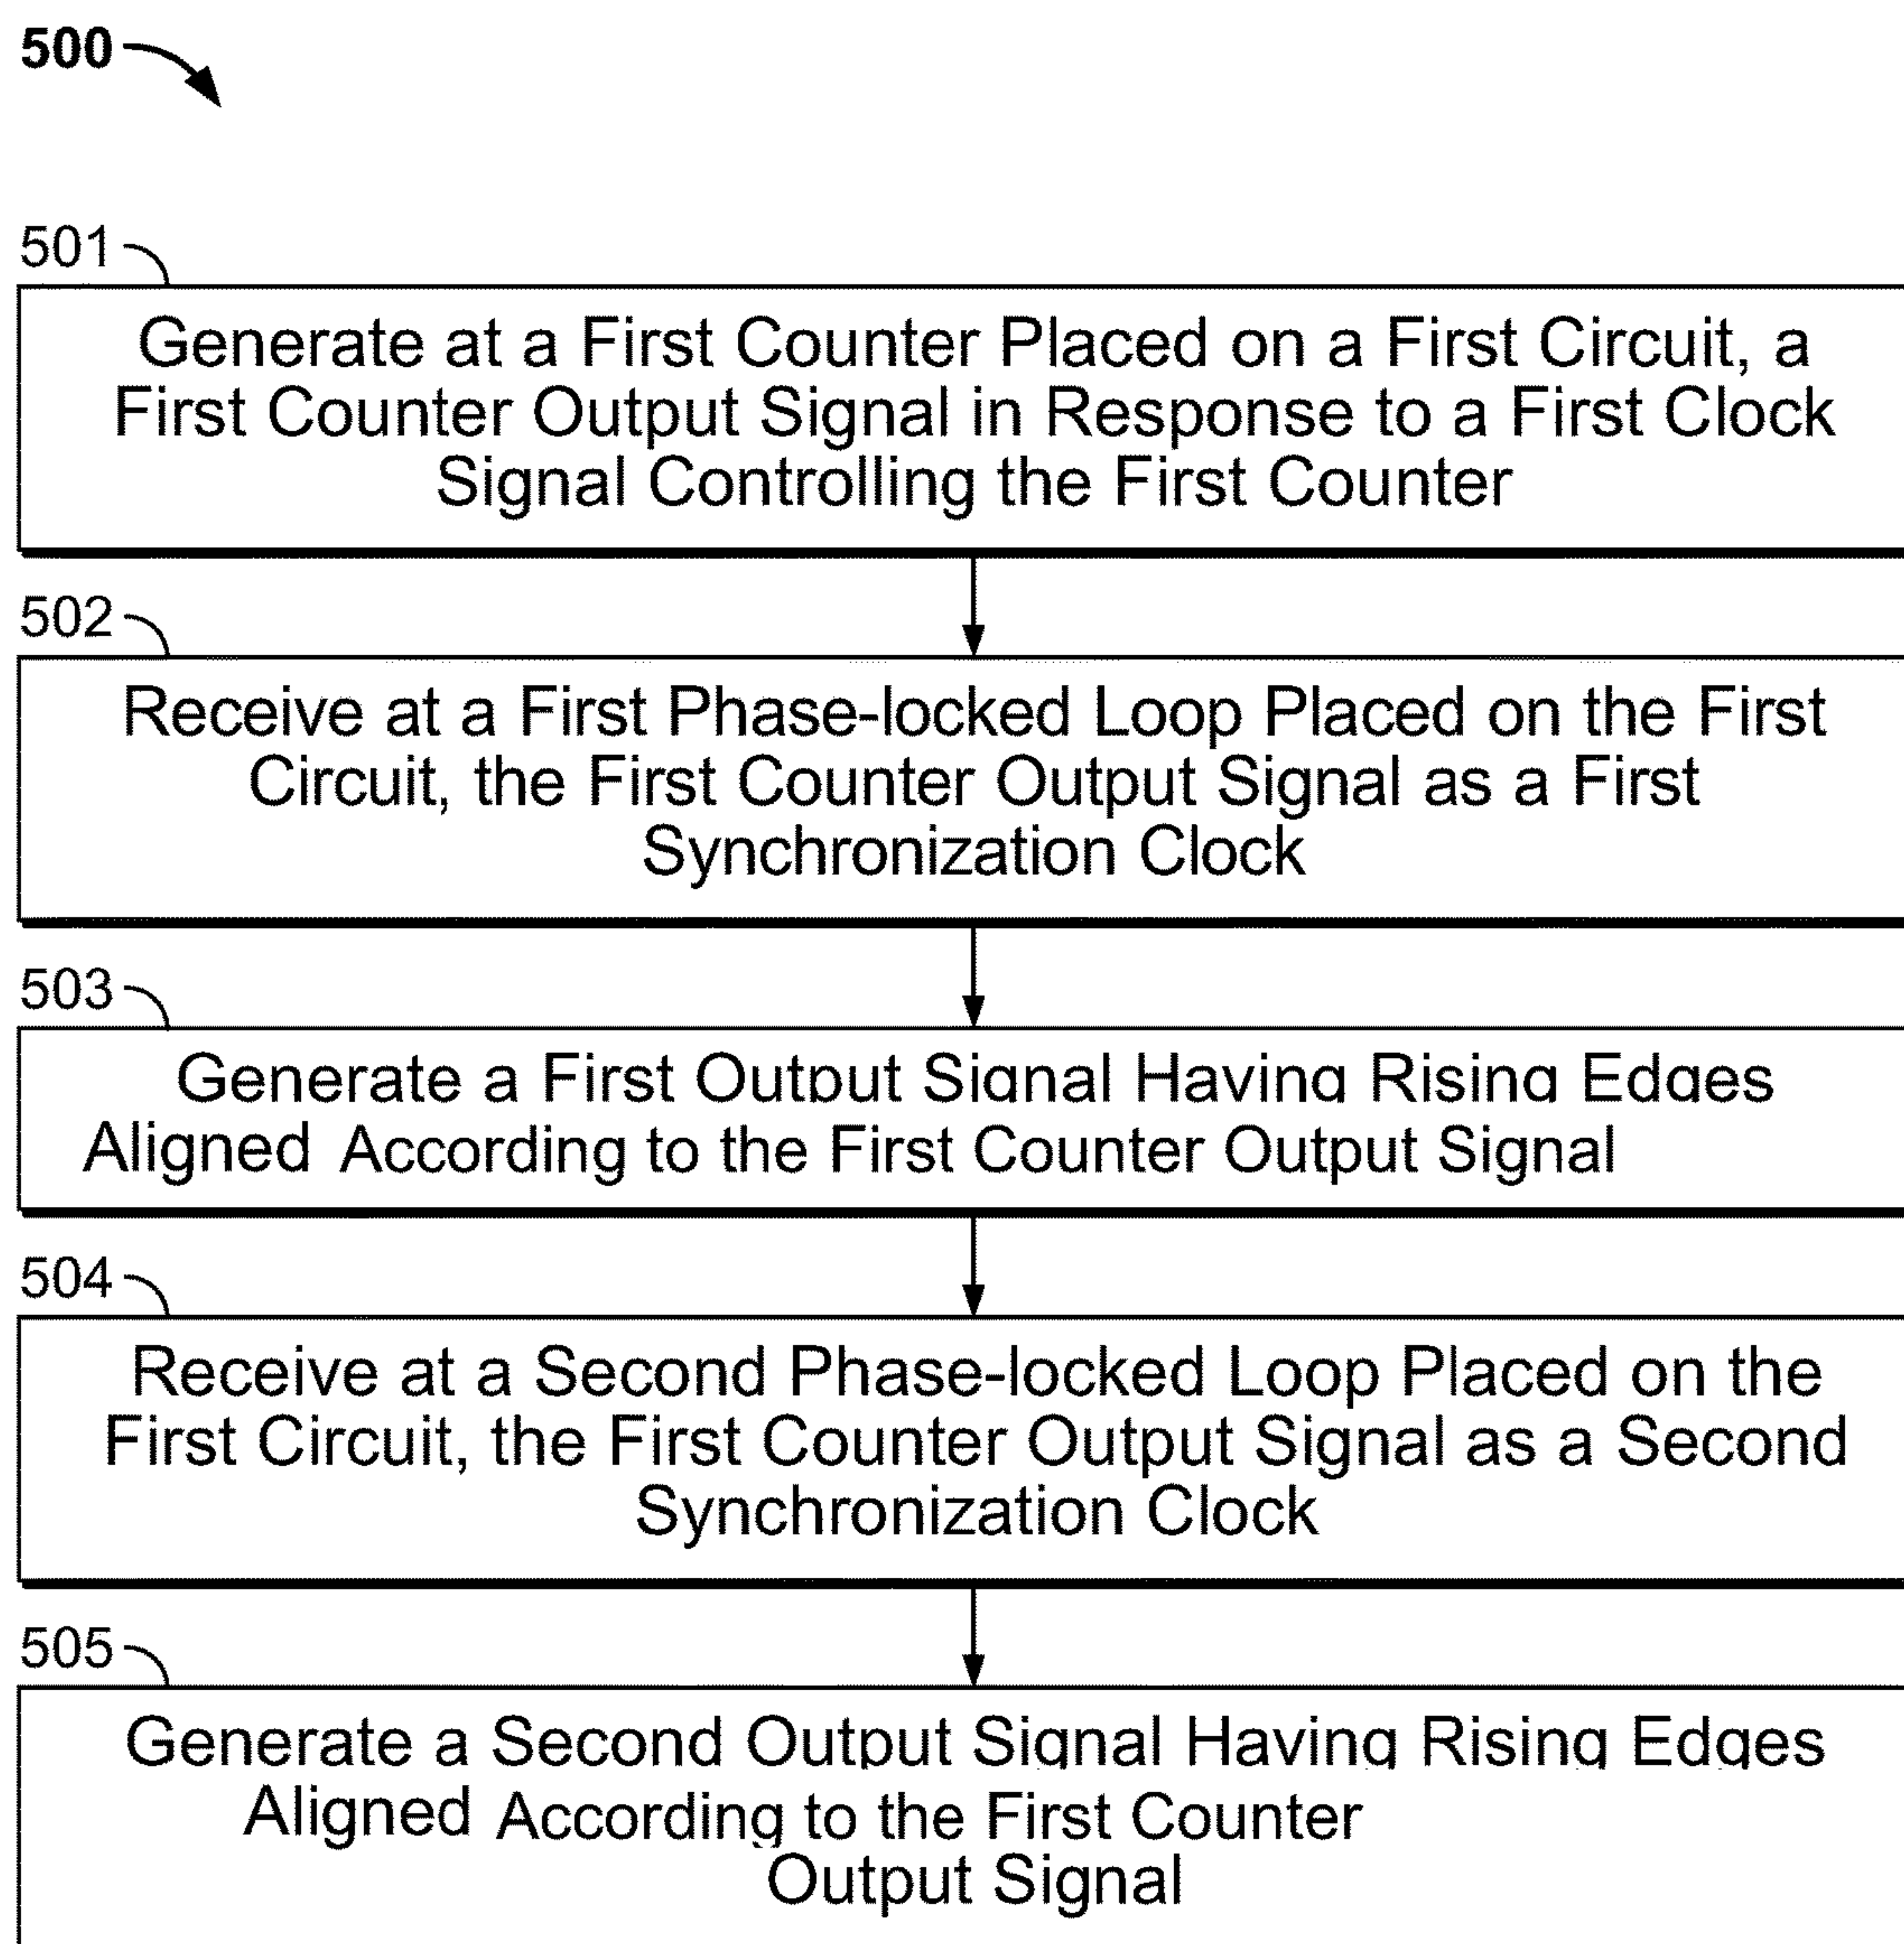 500
501
Generate at a First Counter Placed on a First Circuit, a
First Counter Output Signal in Response to a First Clock
Signal Controlling the First Counter
502
Receive at a First Phase-locked Loop Placed on the First
Circuit, the First Counter Output Signal as a First
Synchronization Clock
503
Generate a First Output Signal Having Rising Edges
Aligned According to the First Counter Output Signal
504
Receive at a Second Phase-locked Loop Placed on the
First Circuit, the First Counter Output Signal as a Second
Synchronization Clock
505
Generate a Second Output Signal Having Rising Edges
Aligned According to the First Counter
Output Signal